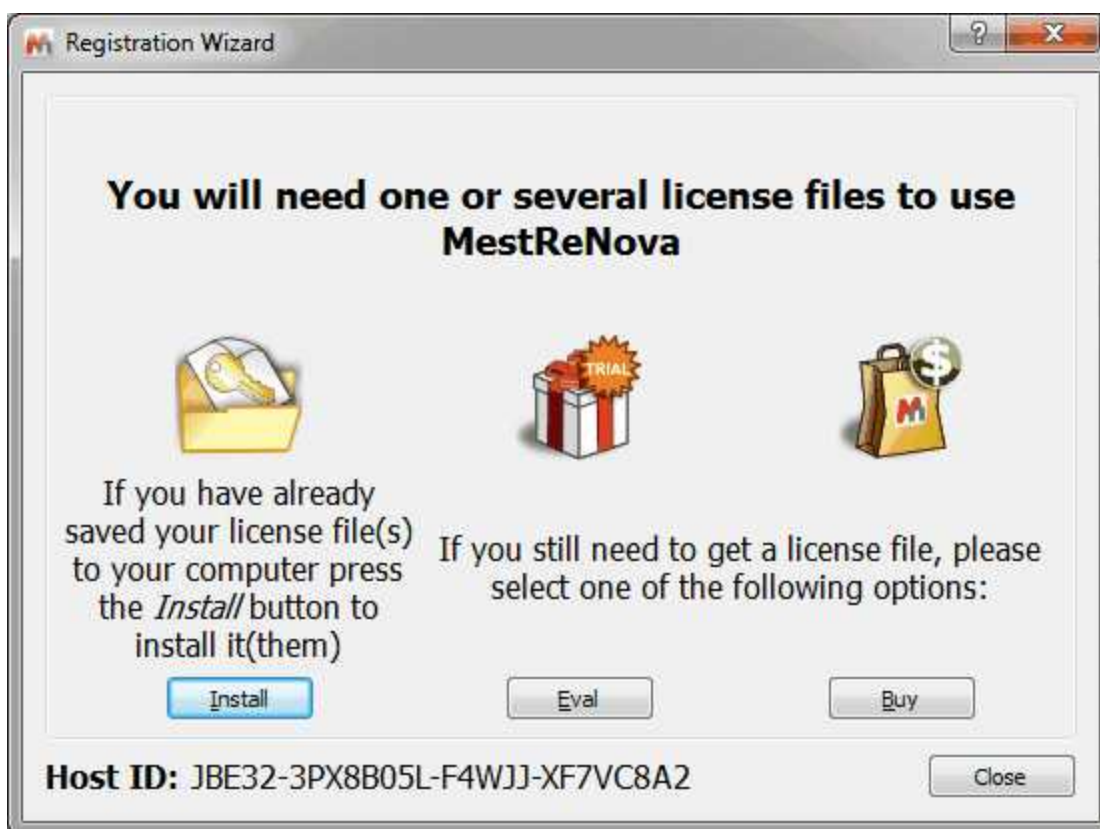 Registration Wizard
You will need one or several license files to use
MestReNova
TRIAL
$
If you have already
saved your license file(s)
to your computer press
the Install button to
install it(them)
If you still need to get a license file, please
select one of the following options:
Install
Eval
Buy
Host ID: JBE32-3PX8B05L-F4WJJ-XF7VC8A2
Close